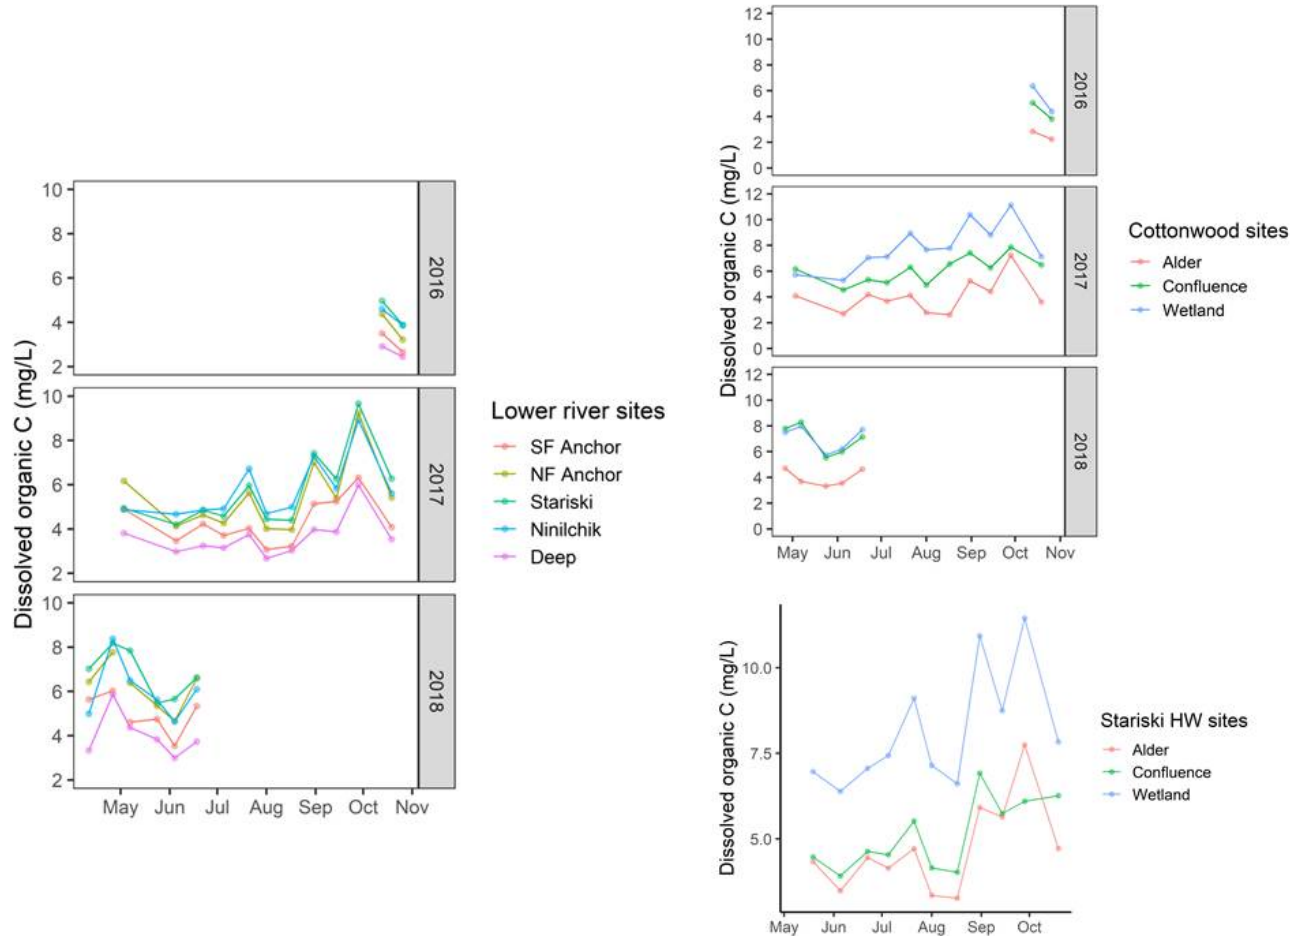 Dissolved organic C (mg/L)
10
8
6
4
2
2016
10
8
6
4
2
2017
10
8
6
4
2
2018
May Jun Jul Aug Sep Oct Nov
Lower river sites
SF Anchor
NF Anchor
Stariski
Ninilchik
Deep
Dissolved organic C (mg/L)
12
10
8
6
4
2
0
2016
12
10
8
6
4
2
0
2017
12
10
8
6
4
2
0
2018
May Jun Jul Aug Sep Oct Nov
Cottonwood sites
Alder
Confluence
Wetland
Dissolved organic C (mg/L)
10.0
7.5
5.0
May Jun Jul Aug Sep Oct
Stariski HW sites
Alder
Confluence
Wetland